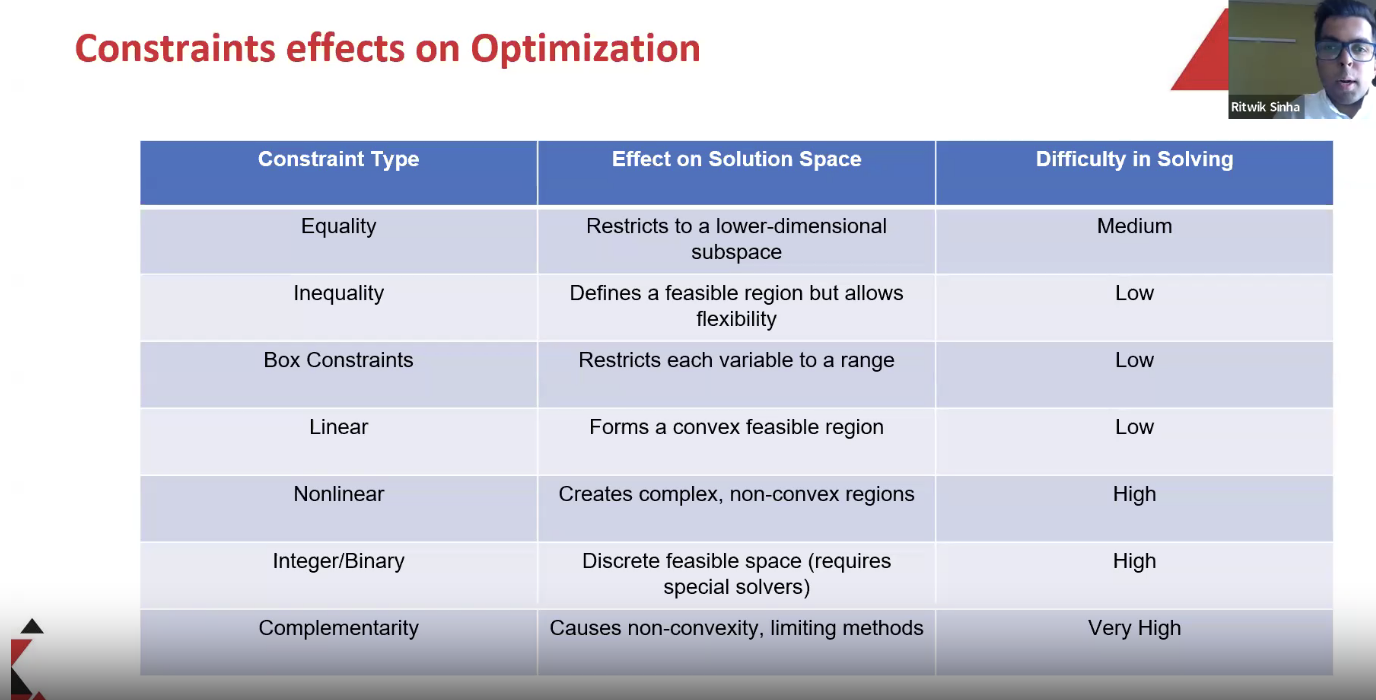 Constraints effects on Optimization
Ritwik Sinha
Constraint Type
Effect on Solution Space
Difficulty in Solving
Equality
Restricts to a lower-dimensional
subspace
Medium
Inequality
Defines a feasible region but allows
flexibility
Low
Box Constraints
Restricts each variable to a range
Low
Linear
Forms a convex feasible region
Low
Nonlinear
Creates complex, non-convex regions
High
Integer/Binary
Discrete feasible space (requires
special solvers)
High
Complementarity
Causes non-convexity, limiting methods
Very High